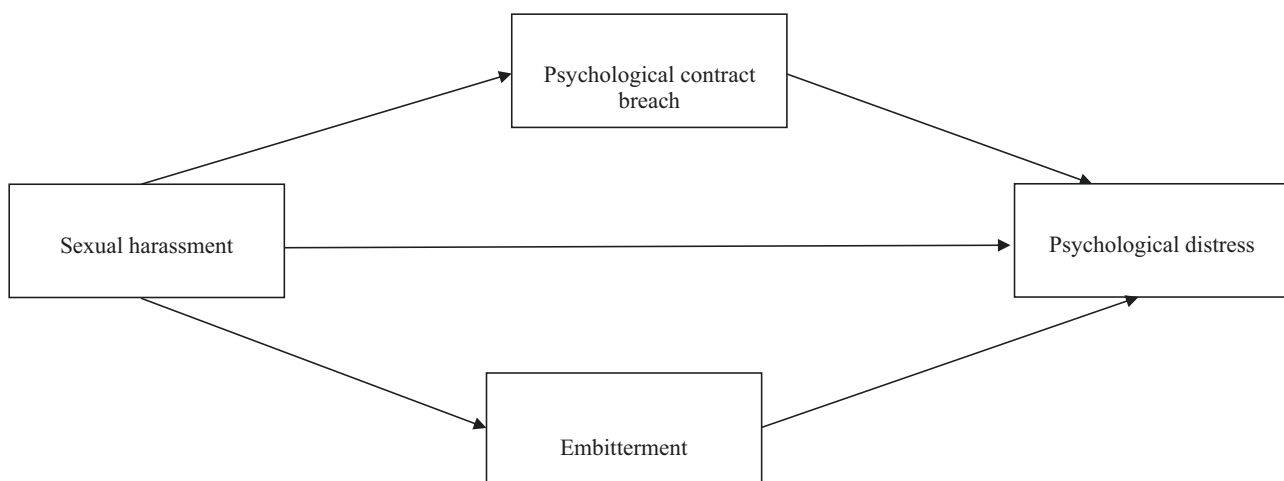 Psychological contract
breach
Sexual harassment
Psychological distress
Embitterment